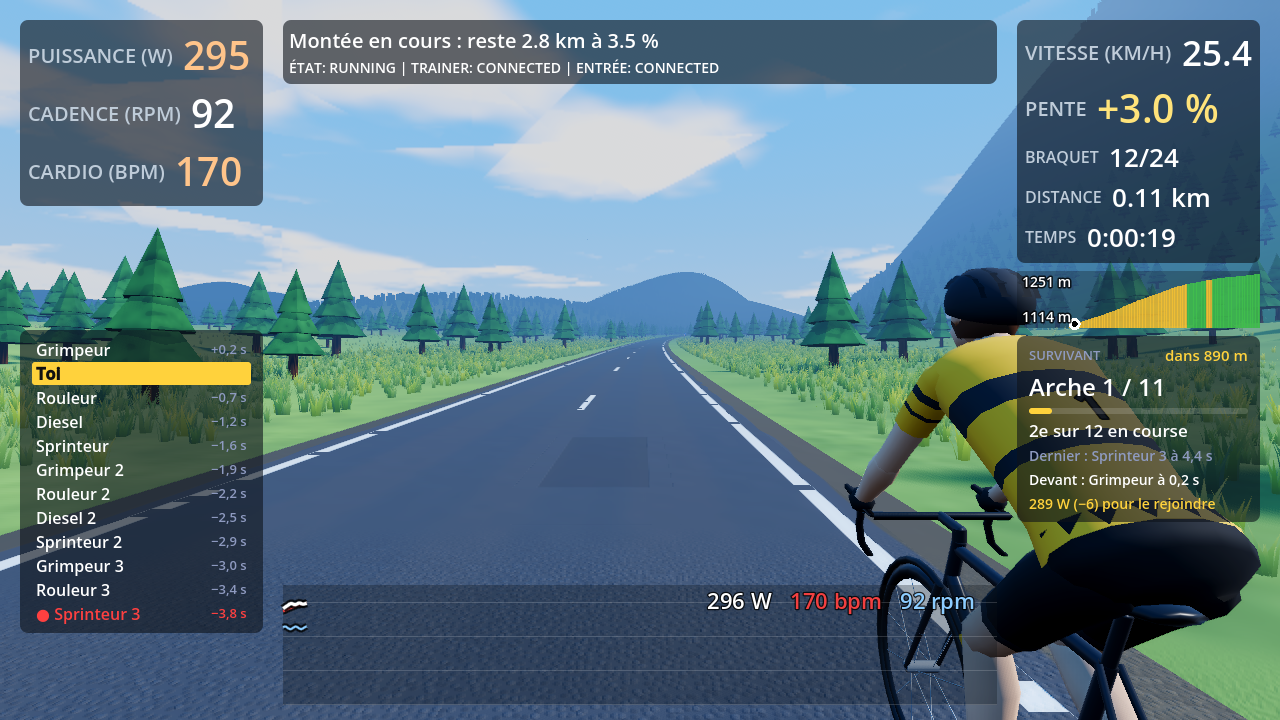 PUISSANCE (W) 295
CADENCE (RPM) 92
CARDIO (BPM) 170
Montée en cours : reste 2.8 km à 3.5 %
ÉTAT: RUNNING | TRAINER: CONNECTED | ENTRÉE: CONNECTED
VITESSE (KM/H) 25.4
PENTE +3.0 %
BRAQUET 12/24
DISTANCE 0.11 km
TEMPS 0:00:19
1251 m
1114 m
SURVIVANT dans 890 m
Arche 1 / 11
2e sur 12 en course
Dernier : Sprinteur 3 à 4,4 s
Devant : Grimpeur à 0,2 s
289 W (−6) pour le rejoindre
Grimpeur +0,2 s
Toi
Rouleur −0,7 s
Diesel −1,2 s
Sprinteur −1,6 s
Grimpeur 2 −1,9 s
Rouleur 2 −2,2 s
Diesel 2 −2,5 s
Sprinteur 2 −2,9 s
Grimpeur 3 −3,0 s
Rouleur 3 −3,4 s
Sprinteur 3 −3,8 s
296 W 170 bpm 92 rpm